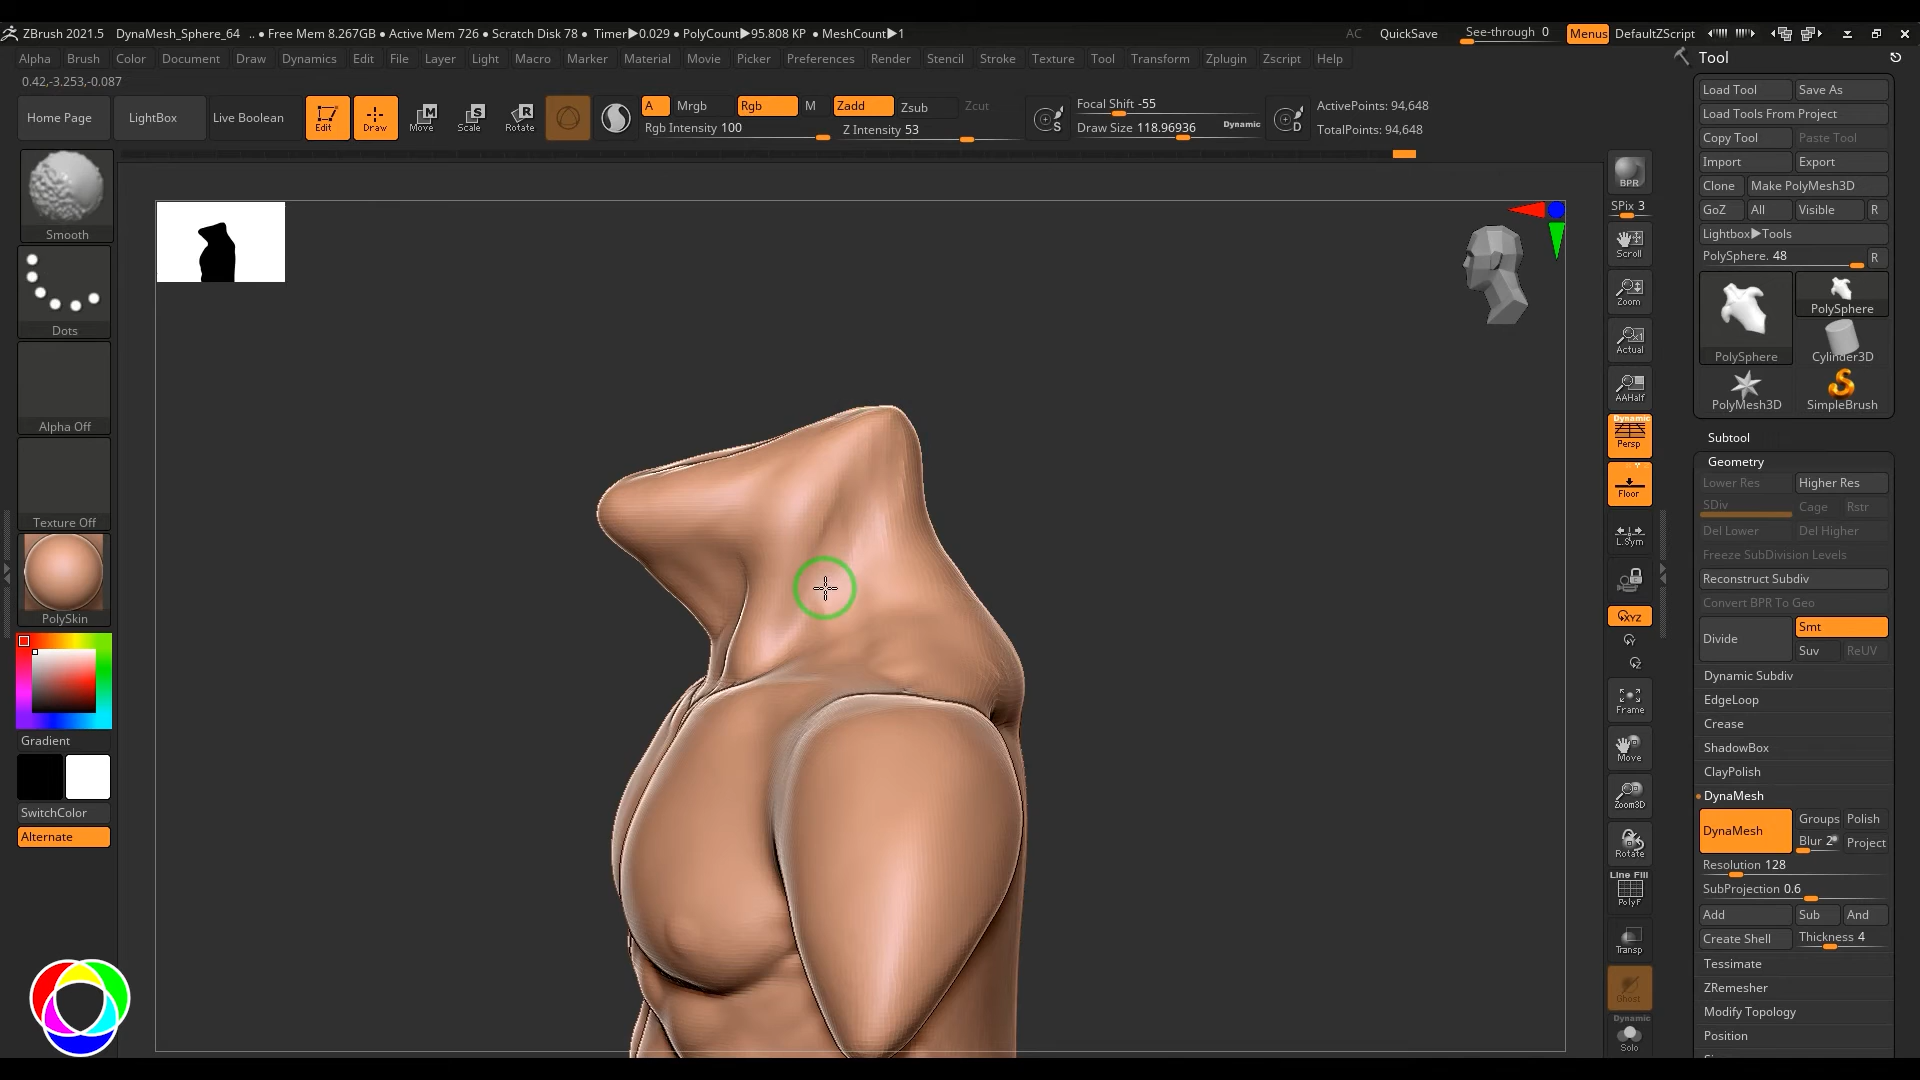 ZBrush 2021.5 DynaMesh_Sphere_64 .. ● Free Mem 8.267GB ● Active Mem 726 ● Scratch Disk 78 ● Timer▶0.029 ● PolyCount▶95.808 KP ● MeshCount▶1 AC QuickSave See-through 0 Menus DefaultZScript
Alpha Brush Color Document Draw Dynamics Edit File Layer Light Macro Marker Material Movie Picker Preferences Render Stencil Stroke Texture Tool Transform Zplugin Zscript Help
0.42,-3.253,-0.087
Home Page LightBox Live Boolean Edit Draw Move Scale Rotate
A Mrgb Rgb M Zadd Zsub Zcut
Rgb Intensity 100 Z Intensity 53
S Focal Shift -55
Draw Size 118.96936 Dynamic D
ActivePoints: 94,648
TotalPoints: 94,648
Smooth
Dots
Alpha Off
Texture Off
PolySkin
Gradient
SwitchColor
Alternate
BPR
SPix 3
Scroll
Zoom
Actual
AAHalf
Dynamic
Persp
Floor
L.Sym
XYZ
Y
Z
Frame
Move
Zoom3D
Rotate
Line Fill
PolyF
Transp
Ghost
Dynamic
Solo
Tool
Load Tool Save As
Load Tools From Project
Copy Tool Paste Tool
Import Export
Clone Make PolyMesh3D
GoZ All Visible R
Lightbox▶Tools
PolySphere. 48 R
PolySphere PolySphere
Cylinder3D
PolyMesh3D SimpleBrush
Subtool
Geometry
Lower Res Higher Res
SDiv Cage Rstr
Del Lower Del Higher
Freeze SubDivision Levels
Reconstruct Subdiv
Convert BPR To Geo
Divide Smt
Suv ReUV
Dynamic Subdiv
EdgeLoop
Crease
ShadowBox
ClayPolish
DynaMesh
DynaMesh Groups Polish
Blur 2 Project
Resolution 128
SubProjection 0.6
Add Sub And
Create Shell Thickness 4
Tessimate
ZRemesher
Modify Topology
Position